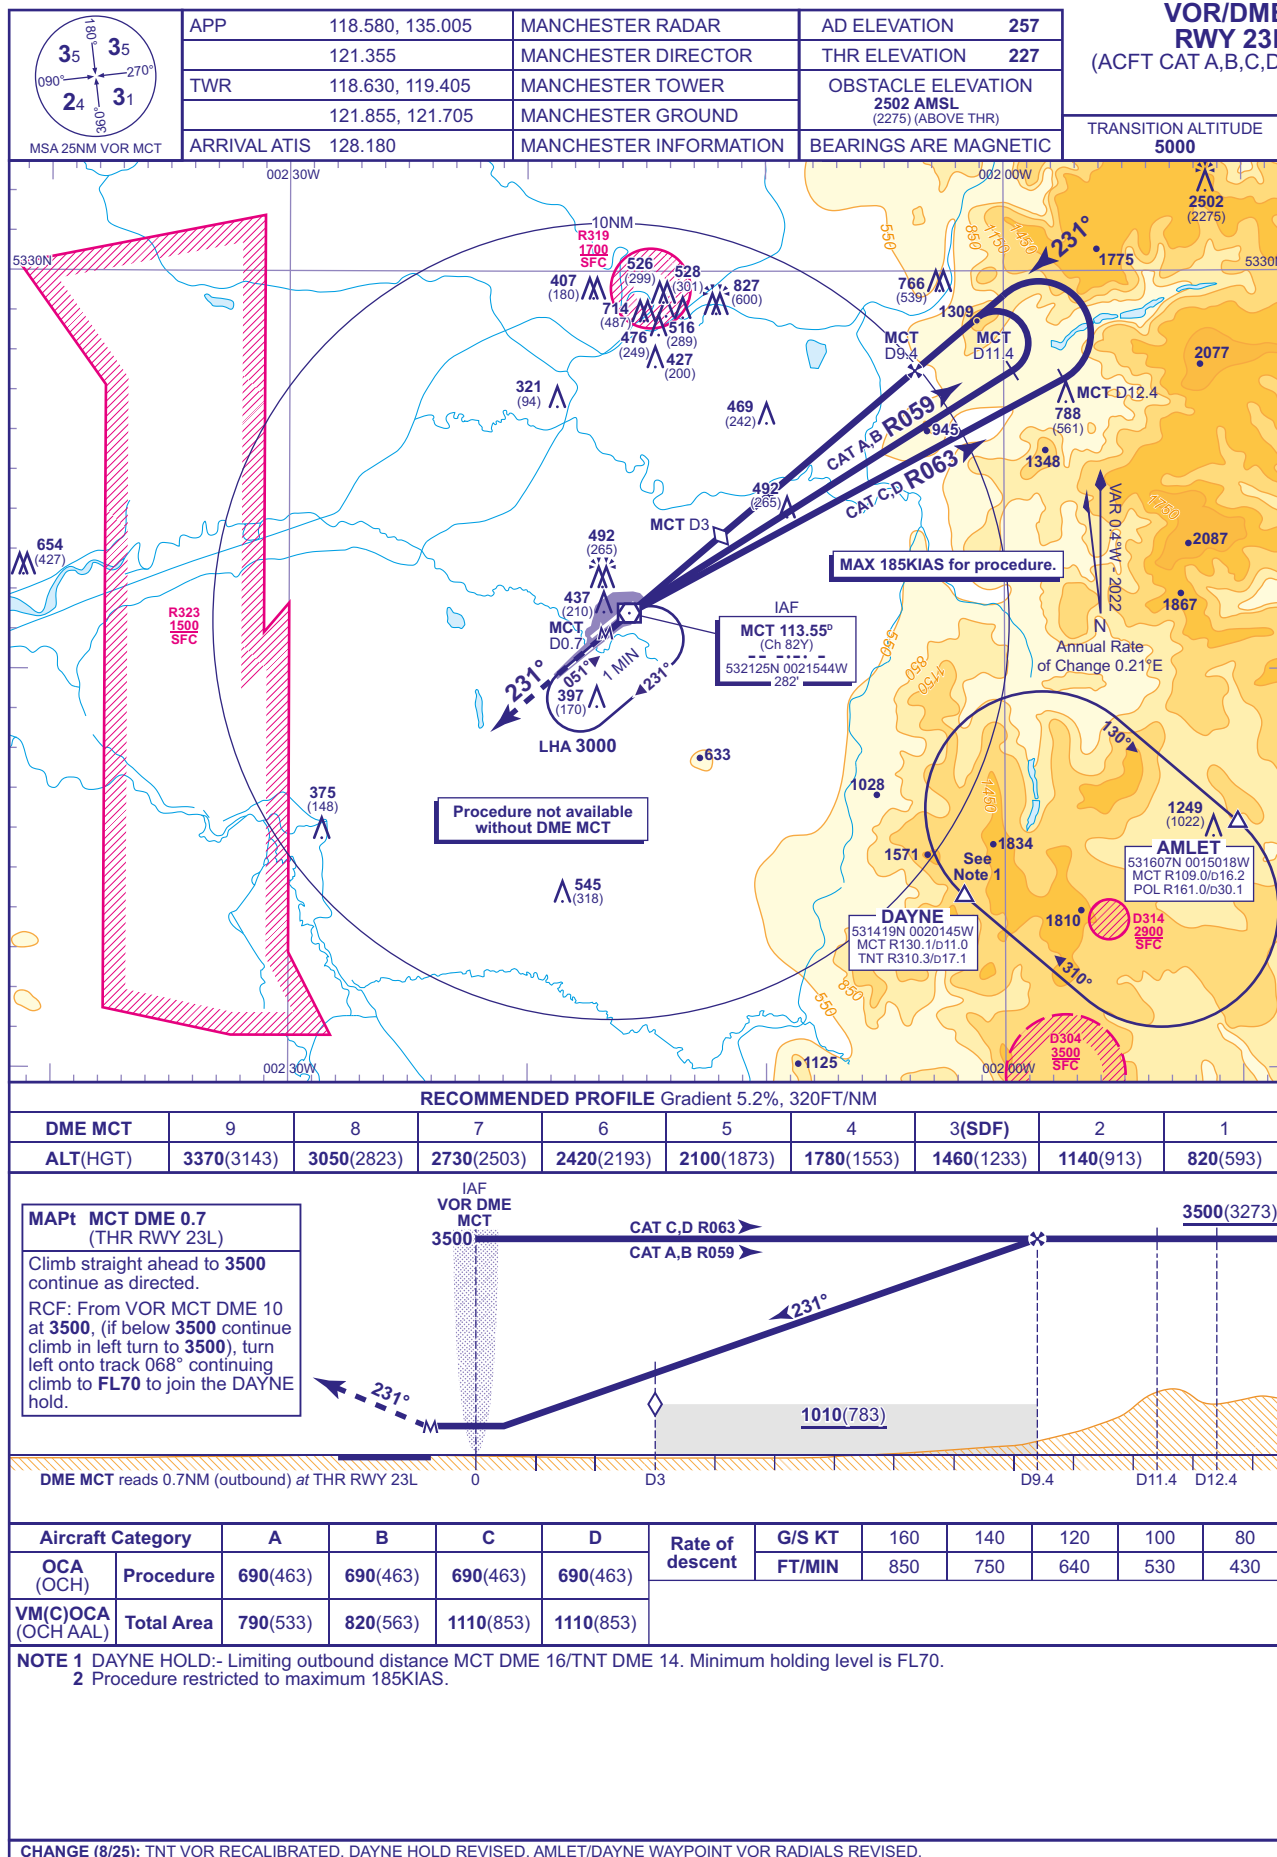 VOR/DME
RWY 23L
(ACFT CAT A,B,C,D
TRANSITION ALTITUDE
5000
180°
270°
360°
090°
35
35
24
31
MSA 25NM VOR MCT
APP 118.580, 135.005 MANCHESTER RADAR
121.355 MANCHESTER DIRECTOR
TWR 118.630, 119.405 MANCHESTER TOWER
121.855, 121.705 MANCHESTER GROUND
ARRIVAL ATIS 128.180 MANCHESTER INFORMATION
AD ELEVATION 257
THR ELEVATION 227
OBSTACLE ELEVATION
2502 AMSL
(2275) (ABOVE THR)
BEARINGS ARE MAGNETIC
002 30W
002 00W
5330N
5330N
10NM
R319
1700
SFC
526
(299)
528
(301)
407
(180)
827
(600)
714
(487)
516
(289)
476
(249)
427
(200)
321
(94)
469
(242)
766
(539)
1309
MCT
D9.4
MCT
D11.4
231°
1775
2502
(2275)
550
850
1150
1450
2077
MCT D12.4
788
(561)
945
1348
CAT A,B R059
CAT C,D R063
492
(265)
MCT D3
1750
2087
1867
VAR 0.4°W - 2022
N
Annual Rate
of Change 0.21°E
MAX 185KIAS for procedure.
654
(427)
R323
1500
SFC
492
(265)
437
(210)
MCT
D0.7
IAF
MCT 113.55D
(Ch 82Y)
532125N 0021544W
282'
051°
1 MIN
231°
231°
397
(170)
LHA 3000
550
850
1150
633
Procedure not available
without DME MCT
375
(148)
545
(318)
1028
1450
130°
1249
(1022)
AMLET
531607N 0015018W
MCT R109.0/D16.2
POL R161.0/D30.1
1571
1834
See
Note 1
DAYNE
531419N 0020145W
MCT R130.1/D11.0
TNT R310.3/D17.1
1810
D314
2900
SFC
310°
850
550
D304
3500
SFC
1125
002 30W
002 00W
RECOMMENDED PROFILE Gradient 5.2%, 320FT/NM
DME MCT 9 8 7 6 5 4 3(SDF) 2 1
ALT(HGT) 3370(3143) 3050(2823) 2730(2503) 2420(2193) 2100(1873) 1780(1553) 1460(1233) 1140(913) 820(593)
MAPt MCT DME 0.7
(THR RWY 23L)
Climb straight ahead to 3500
continue as directed.
RCF: From VOR MCT DME 10
at 3500, (if below 3500 continue
climb in left turn to 3500), turn
left onto track 068° continuing
climb to FL70 to join the DAYNE
hold.
IAF
VOR DME
MCT
3500
CAT C,D R063
CAT A,B R059
3500(3273)
231°
231°
M
1010(783)
DME MCT reads 0.7NM (outbound) at THR RWY 23L
0
D3
D9.4
D11.4
D12.4
Aircraft Category A B C D
OCA
(OCH) Procedure 690(463) 690(463) 690(463) 690(463)
VM(C)OCA
(OCH AAL) Total Area 790(533) 820(563) 1110(853) 1110(853)
Rate of
descent
G/S KT 160 140 120 100 80
FT/MIN 850 750 640 530 430
NOTE 1 DAYNE HOLD:- Limiting outbound distance MCT DME 16/TNT DME 14. Minimum holding level is FL70.
2 Procedure restricted to maximum 185KIAS.
CHANGE (8/25): TNT VOR RECALIBRATED. DAYNE HOLD REVISED. AMLET/DAYNE WAYPOINT VOR RADIALS REVISED.